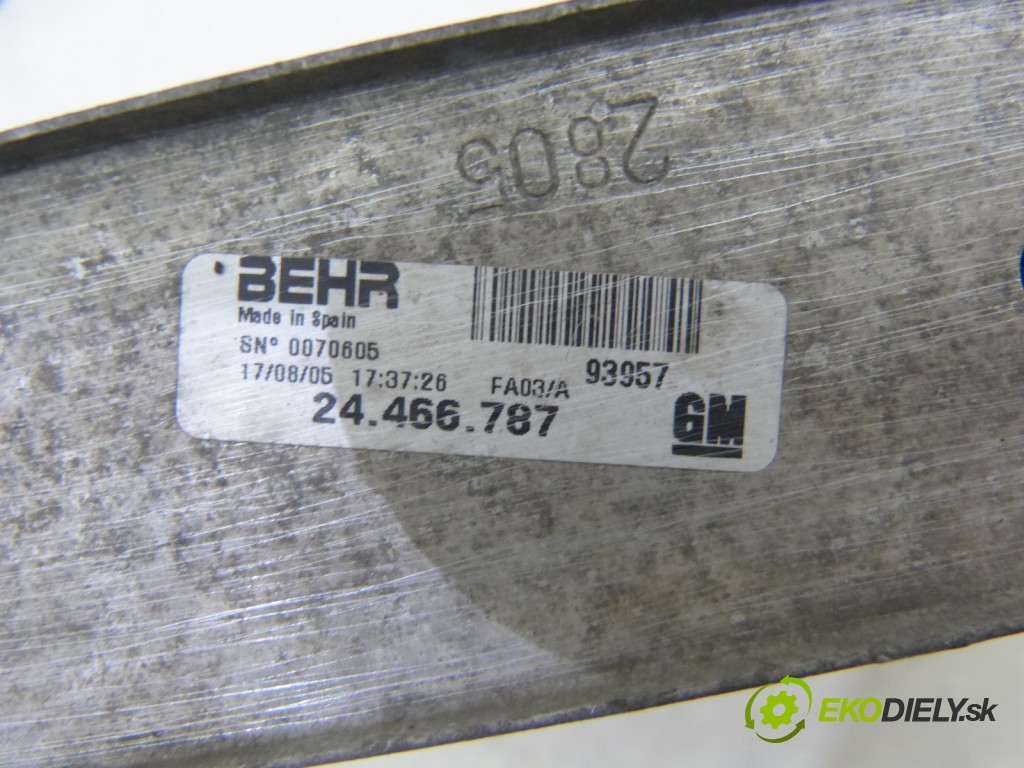 2805
BEHR
Made in Spain
SNº 0070605
17/08/05 17:37:26 FA03/A 93957
24.466.787
GM
EKODIELY.sk